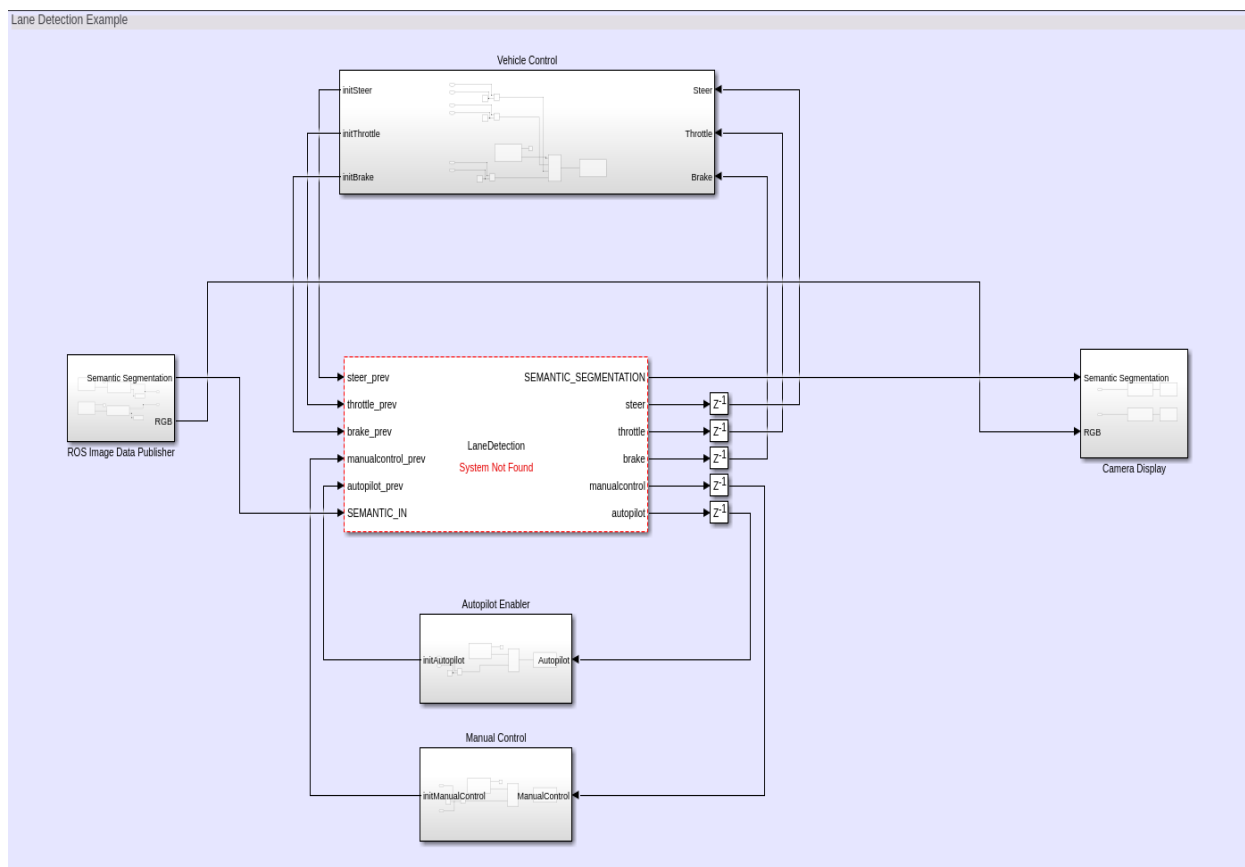 Lane Detection Example
Vehicle Control
initSteer
Steer
initThrottle
Throttle
initBrake
Brake
Semantic Segmentation
RGB
ROS Image Data Publisher
steer_prev
SEMANTIC_SEGMENTATION
throttle_prev
steer
Z-1
brake_prev
throttle
Z-1
LaneDetection
manualcontrol_prev
brake
Z-1
System Not Found
autopilot_prev
manualcontrol
Z-1
SEMANTIC_IN
autopilot
Z-1
Semantic Segmentation
RGB
Camera Display
Autopilot Enabler
initAutopilot
Autopilot
Manual Control
initManualControl
ManualControl